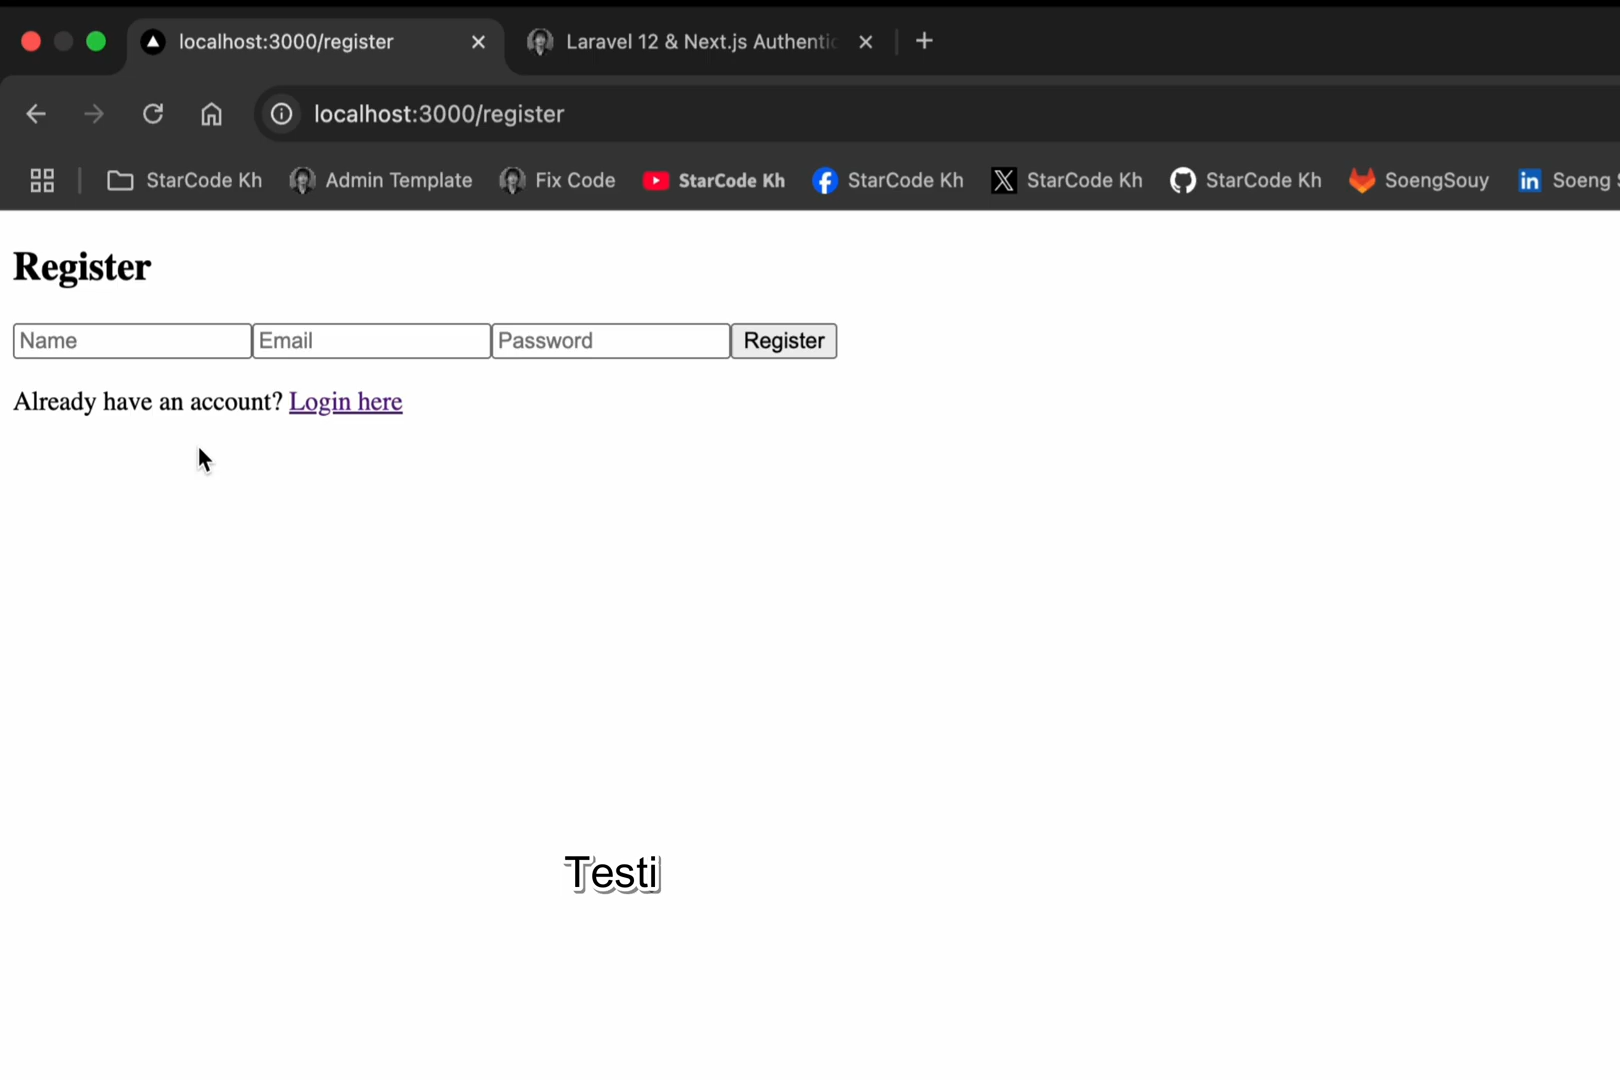 localhost:3000/register
Laravel 12 & Next.js Authentic
localhost:3000/register
StarCode Kh
Admin Template
Fix Code
StarCode Kh
StarCode Kh
StarCode Kh
StarCode Kh
SoengSouy
Soeng S
Register
Name
Email
Password
Register
Already have an account? Login here
Testi